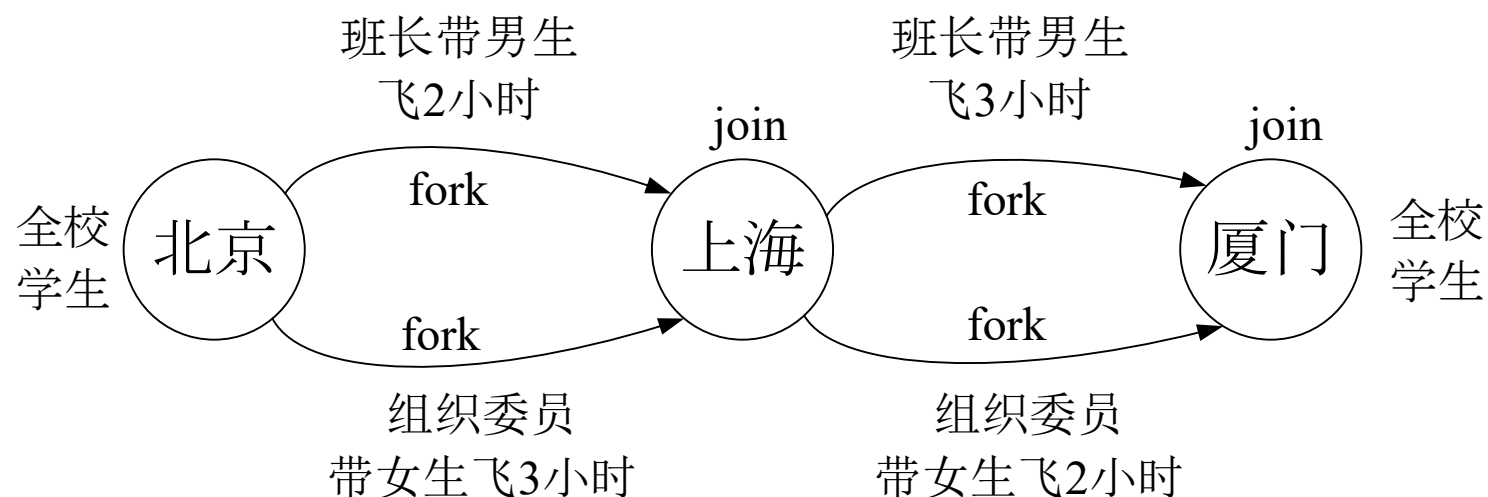 班长带男生
飞2小时
班长带男生
飞3小时
join
join
fork
fork
全校
学生
北京
上海
厦门
全校
学生
fork
fork
组织委员
带女生飞3小时
组织委员
带女生飞2小时